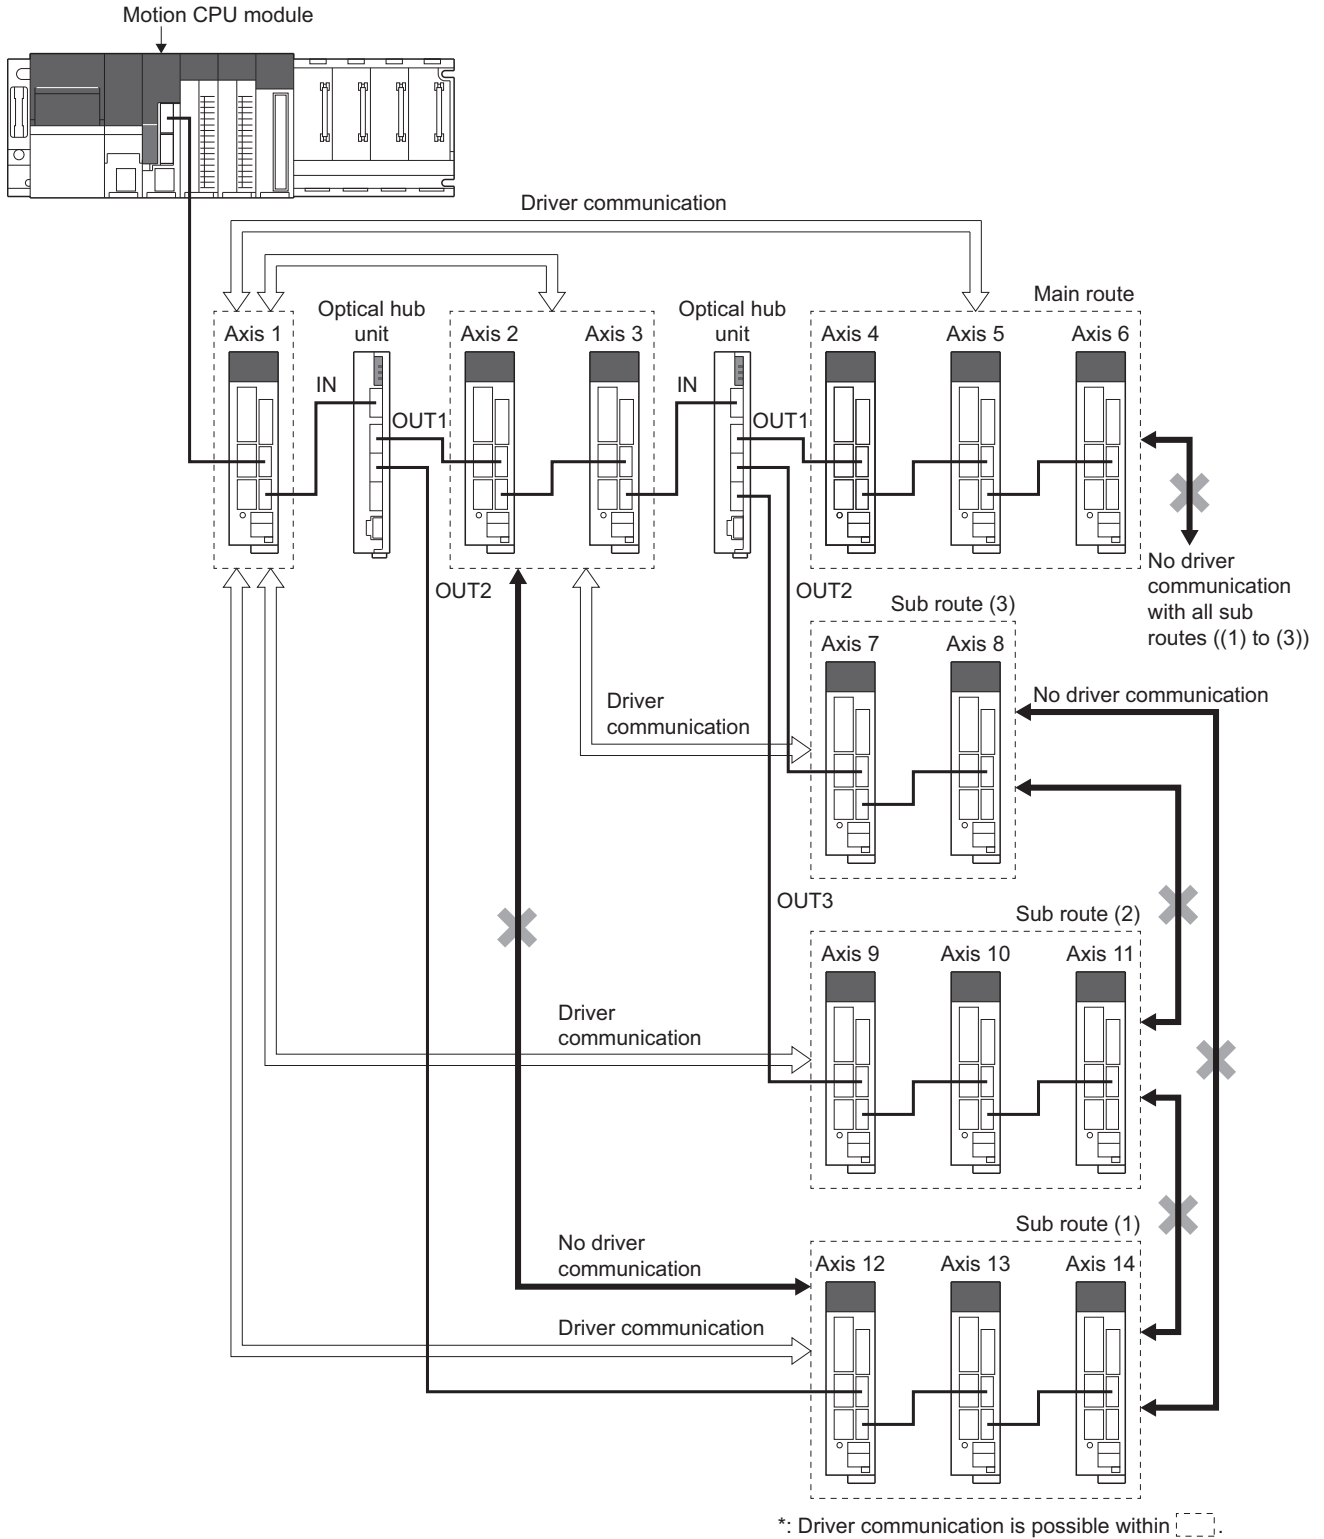 Motion CPU module
Driver communication
Main route
Axis 1
Optical hub
unit
Axis 2
Axis 3
Optical hub
unit
Axis 4
Axis 5
Axis 6
IN
OUT1
IN
OUT1
OUT2
OUT2
No driver
communication
with all sub
routes ((1) to (3))
Sub route (3)
Axis 7
Axis 8
Driver
communication
No driver communication
OUT3
Sub route (2)
Axis 9
Axis 10
Axis 11
Driver
communication
Sub route (1)
No driver
communication
Axis 12
Axis 13
Axis 14
Driver communication
*: Driver communication is possible within .